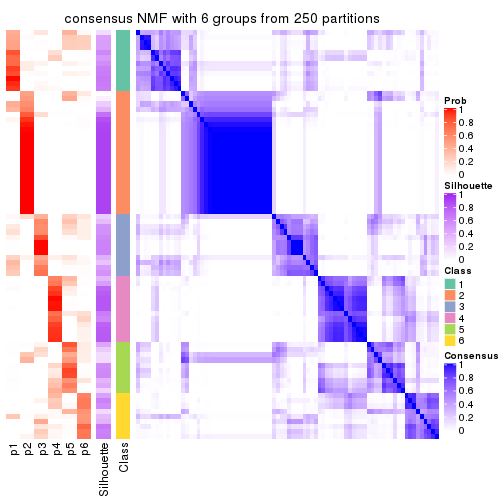 consensus NMF with 6 groups from 250 partitions
Prob
1
0.8
0.6
0.4
0.2
0
Silhouette
1
0.8
0.6
0.4
0.2
0
Class
1
2
3
4
5
6
Consensus
1
0.8
0.6
0.4
0.2
0
p1
p2
p3
p4
p5
p6
Silhouette
Class